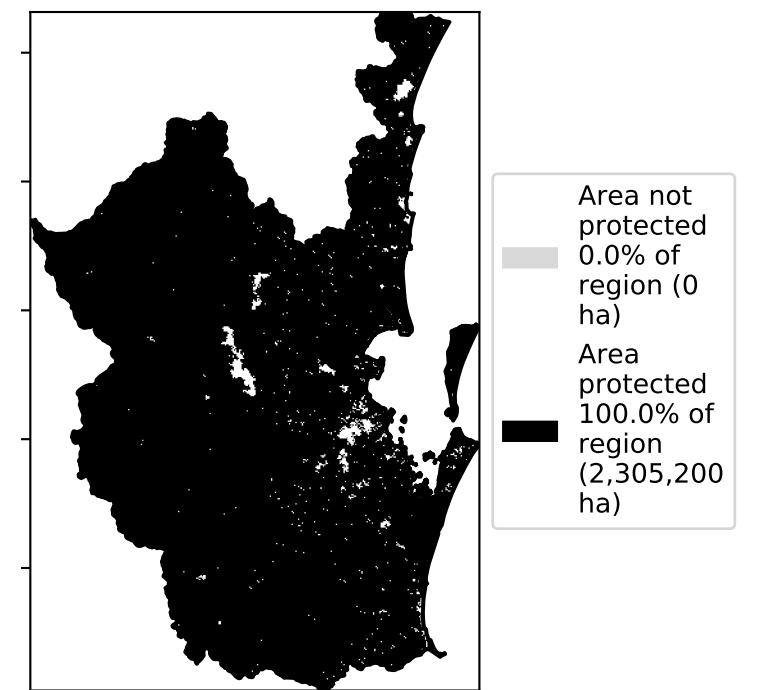 Area not
protected
0.0% of
region (0
ha)
Area
protected
100.0% of
region
(2,305,200
ha)